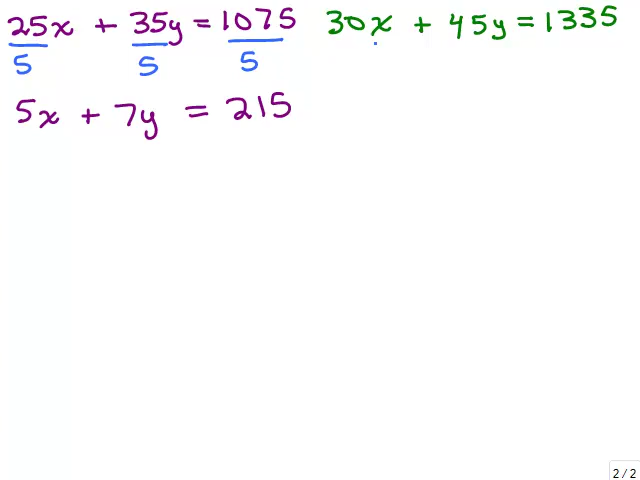 25x + 35y = 1075 30x + 45y = 1335
5 5 5
5x + 7y = 215
2 / 2